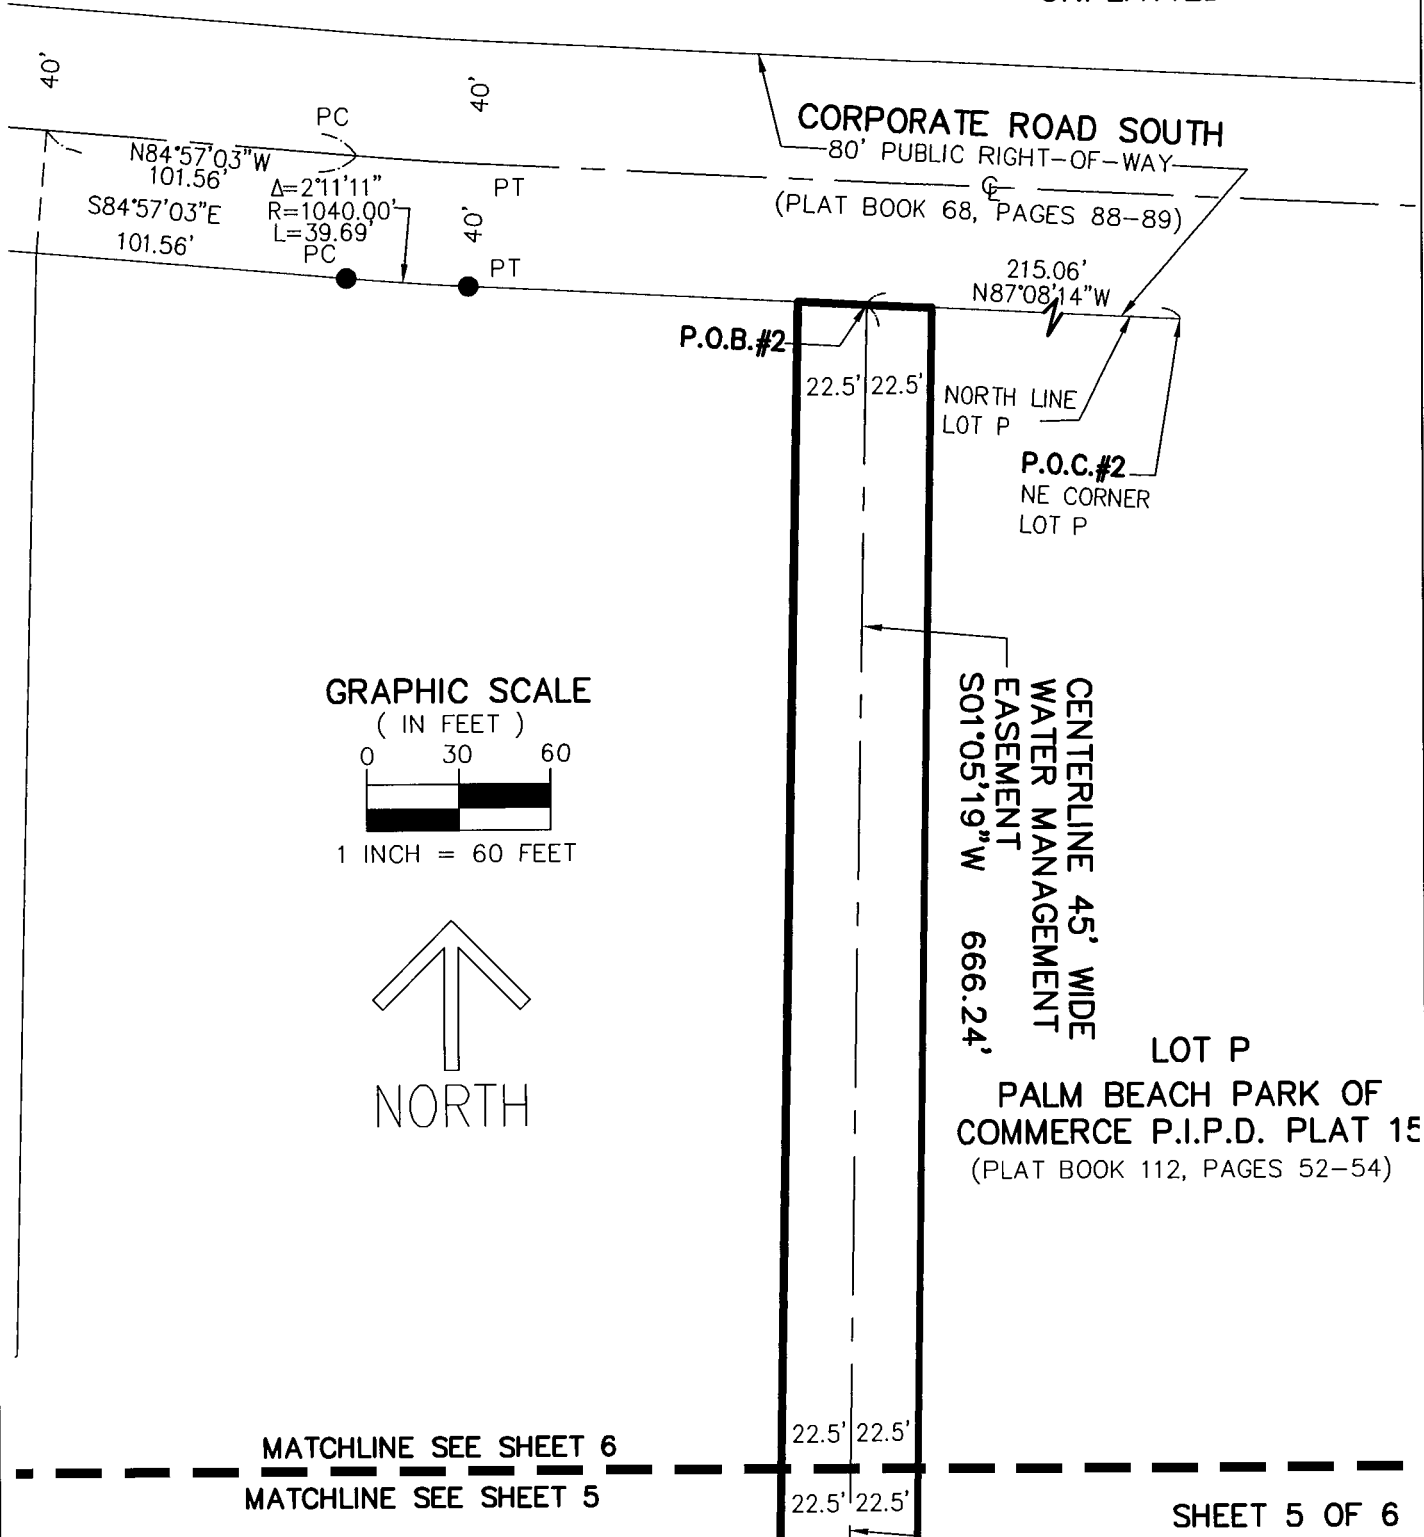 40'
40'
PC
CORPORATE ROAD SOUTH
80' PUBLIC RIGHT-OF-WAY
℄
(PLAT BOOK 68, PAGES 88-89)
N84°57'03"W
101.56'
S84°57'03"E
101.56'
Δ=2°11'11"
R=1040.00'
L=39.69'
PC
PT
40'
PT
215.06'
N87°08'14"W
P.O.B.#2
22.5' 22.5'
NORTH LINE
LOT P
P.O.C.#2
NE CORNER
LOT P
GRAPHIC SCALE
( IN FEET )
0 30 60
1 INCH = 60 FEET
NORTH
CENTERLINE 45' WIDE
WATER MANAGEMENT
EASEMENT
S01°05'19"W 666.24'
LOT P
PALM BEACH PARK OF
COMMERCE P.I.P.D. PLAT 15
(PLAT BOOK 112, PAGES 52-54)
22.5' 22.5'
MATCHLINE SEE SHEET 6
MATCHLINE SEE SHEET 5
22.5' 22.5'
SHEET 5 OF 6